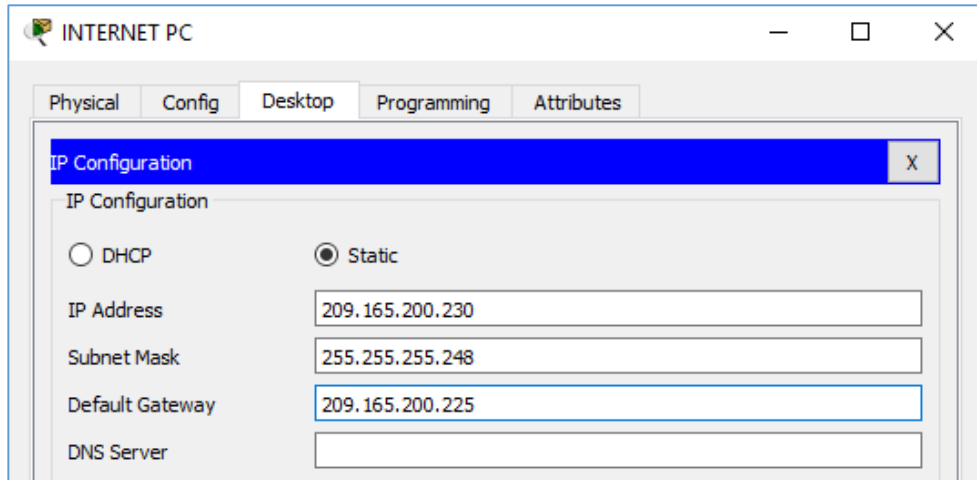 INTERNET PC
Physical Config Desktop Programming Attributes
IP Configuration X
IP Configuration
DHCP Static
IP Address 209.165.200.230
Subnet Mask 255.255.255.248
Default Gateway 209.165.200.225
DNS Server